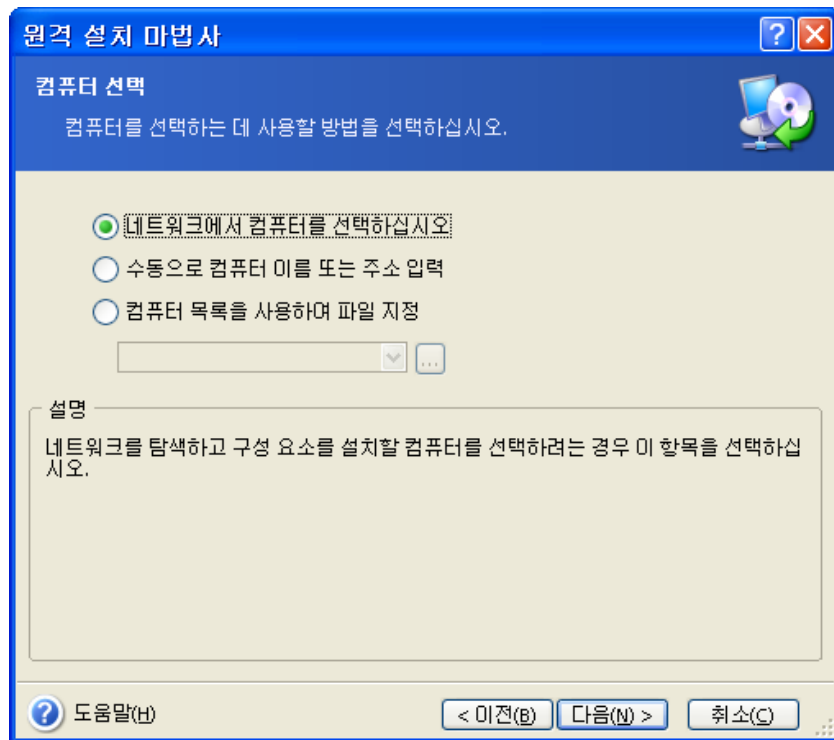 원격 설치 마법사
컴퓨터 선택
컴퓨터를 선택하는 데 사용할 방법을 선택하십시오.
네트워크에서 컴퓨터를 선택하십시오
수동으로 컴퓨터 이름 또는 주소 입력
컴퓨터 목록을 사용하여 파일 지정
...
설명
네트워크를 탐색하고 구성 요소를 설치할 컴퓨터를 선택하려는 경우 이 항목을 선택하십
시오.
도움말(H)
< 이전(B)
다음(N) >
취소(C)